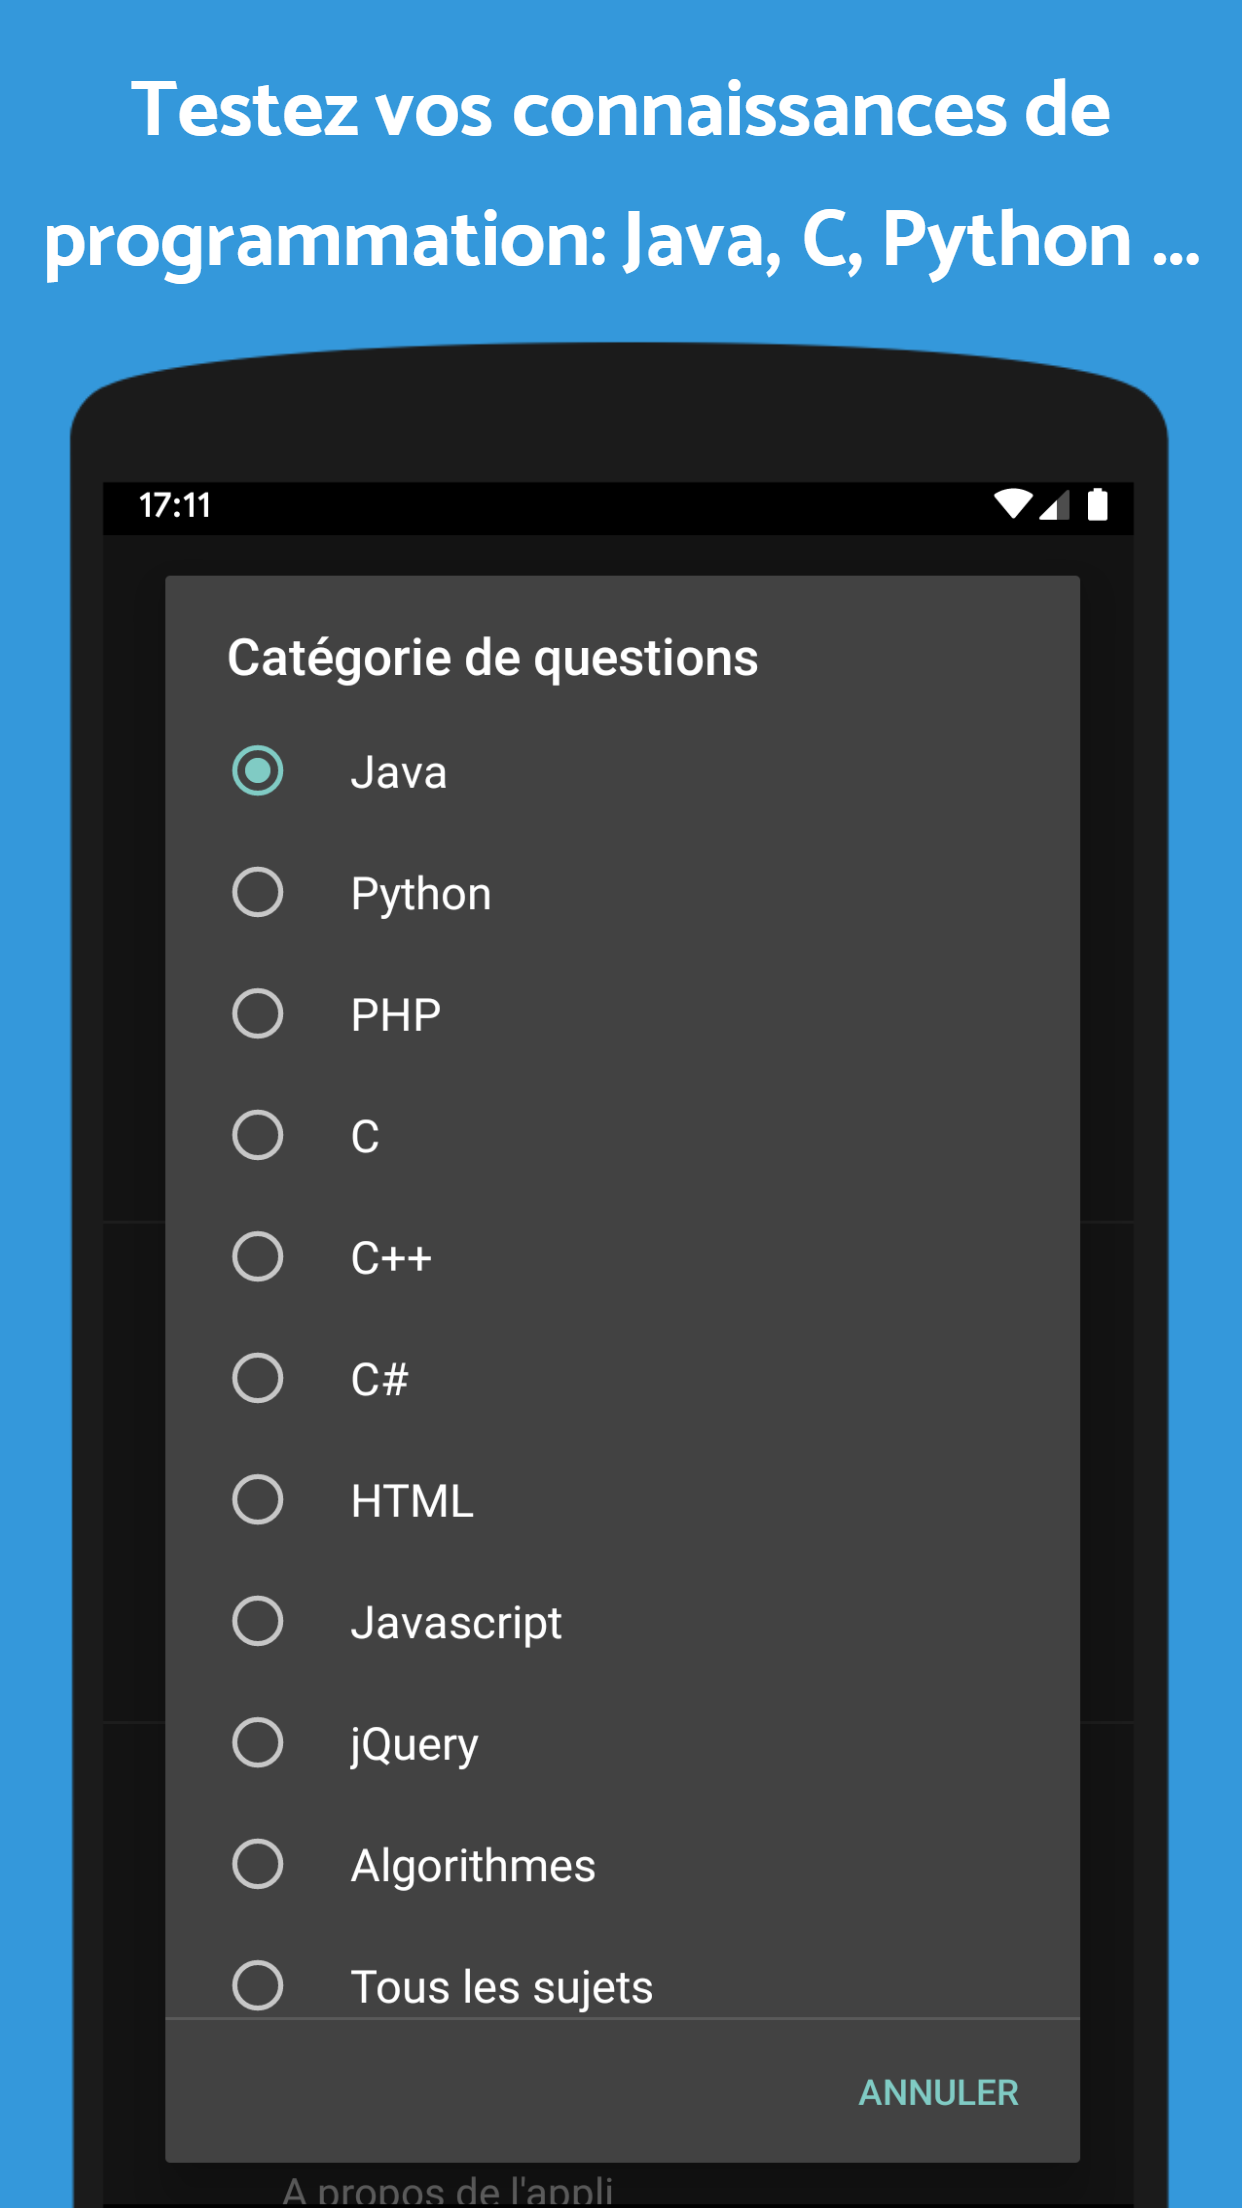 Testez vos connaissances de
programmation: Java, C, Python ...
17:11
Catégorie de questions
Java
Python
PHP
C
C++
C#
HTML
Javascript
jQuery
Algorithmes
Tous les sujets
ANNULER
A propos de l'appli